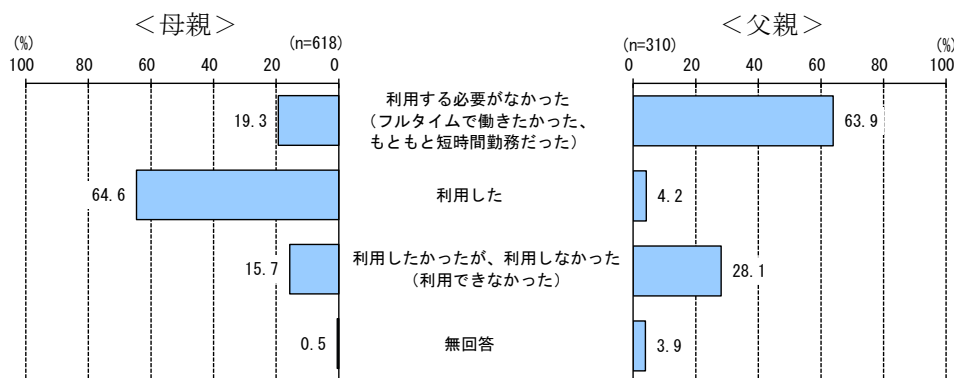 ＜母親＞
＜父親＞
(%)
(n=618)
(n=310)
(%)
100 80 60 40 20 0
0 20 40 60 80 100
19.3
利用する必要がなかった
（フルタイムで働きたかった、
もともと短時間勤務だった）
63.9
64.6
利用した
4.2
15.7
利用したかったが、利用しなかった
（利用できなかった）
28.1
0.5
無回答
3.9